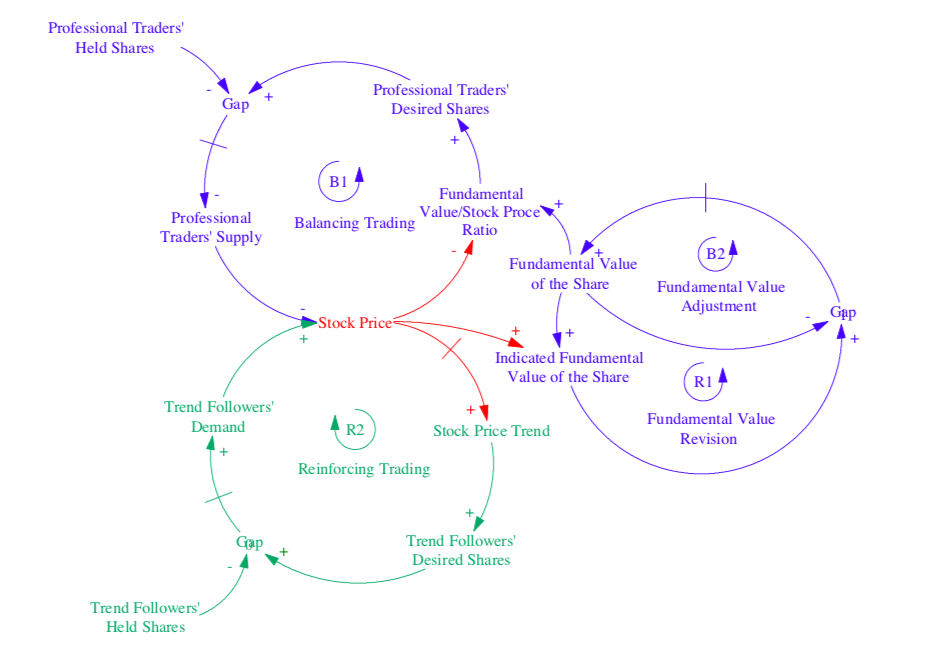 Professional Traders'
Held Shares
-
+
Gap
Professional Traders'
Desired Shares
+
B1
Balancing Trading
-
Professional
Traders' Supply
Fundamental
Value/Stock Proce
Ratio
+
-
Fundamental Value
of the Share
+
B2
Fundamental Value
Adjustment
-
Gap
+
-
Stock Price
+
+
+
Indicated Fundamental
Value of the Share
R1
Fundamental Value
Revision
Trend Followers'
Demand
+
R2
Reinforcing Trading
+
Stock Price Trend
+
Gap
+
-
Trend Followers'
Desired Shares
Trend Followers'
Held Shares